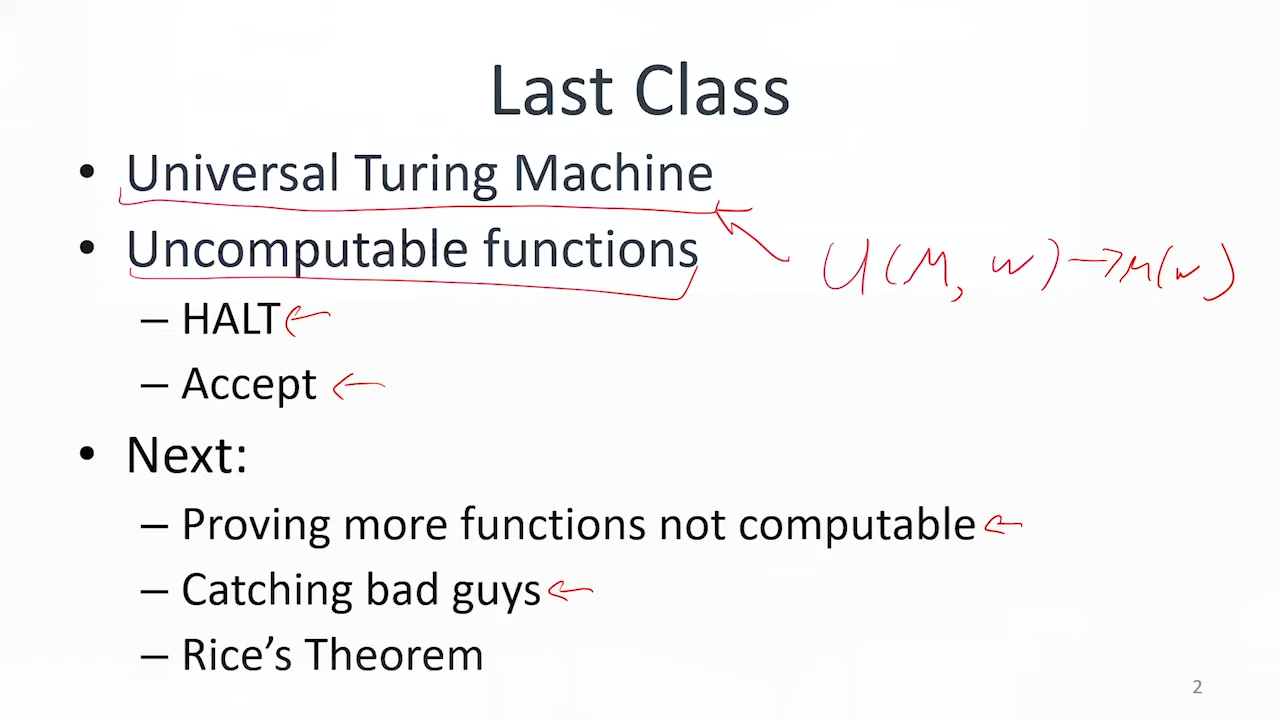 Last Class
• Universal Turing Machine
• Uncomputable functions
U(M, w) → M(w)
– HALT ←
– Accept ←
• Next:
– Proving more functions not computable ←
– Catching bad guys ←
– Rice’s Theorem
2